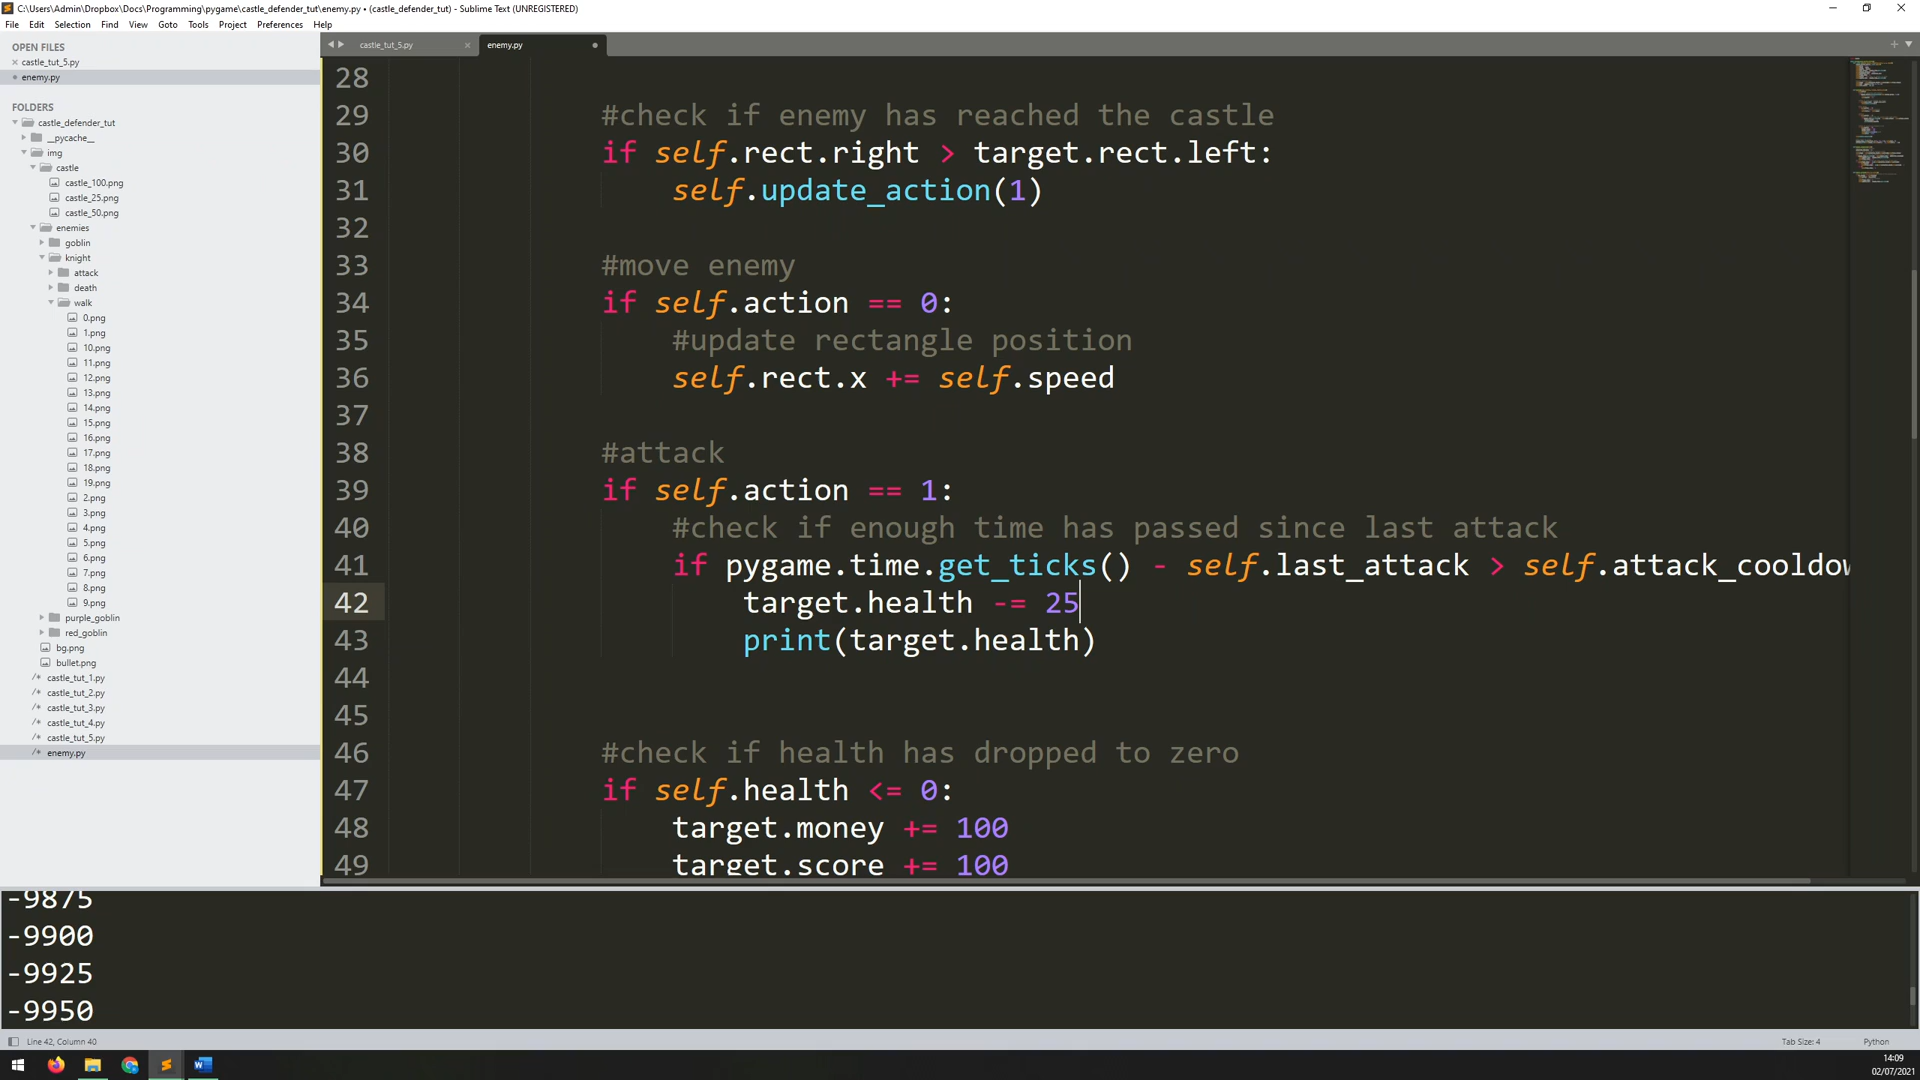 C:\Users\Admin\Dropbox\Docs\Programming\pygame\castle_defender_tut\enemy.py • (castle_defender_tut) - Sublime Text (UNREGISTERED)
File Edit Selection Find View Goto Tools Project Preferences Help
OPEN FILES
× castle_tut_5.py
• enemy.py
FOLDERS
castle_defender_tut
__pycache__
img
castle
castle_100.png
castle_25.png
castle_50.png
enemies
goblin
knight
attack
death
walk
0.png
1.png
10.png
11.png
12.png
13.png
14.png
15.png
16.png
17.png
18.png
19.png
2.png
3.png
4.png
5.png
6.png
7.png
8.png
9.png
purple_goblin
red_goblin
bg.png
bullet.png
/* castle_tut_1.py
/* castle_tut_2.py
/* castle_tut_3.py
/* castle_tut_4.py
/* castle_tut_5.py
/* enemy.py
castle_tut_5.py × enemy.py •
28
29 #check if enemy has reached the castle
30 if self.rect.right > target.rect.left:
31 self.update_action(1)
32
33 #move enemy
34 if self.action == 0:
35 #update rectangle position
36 self.rect.x += self.speed
37
38 #attack
39 if self.action == 1:
40 #check if enough time has passed since last attack
41 if pygame.time.get_ticks() - self.last_attack > self.attack_cooldow
42 target.health -= 25
43 print(target.health)
44
45
46 #check if health has dropped to zero
47 if self.health <= 0:
48 target.money += 100
49 target.score += 100
-9875
-9900
-9925
-9950
Line 42, Column 40
Tab Size: 4
Python
14:09
02/07/2021